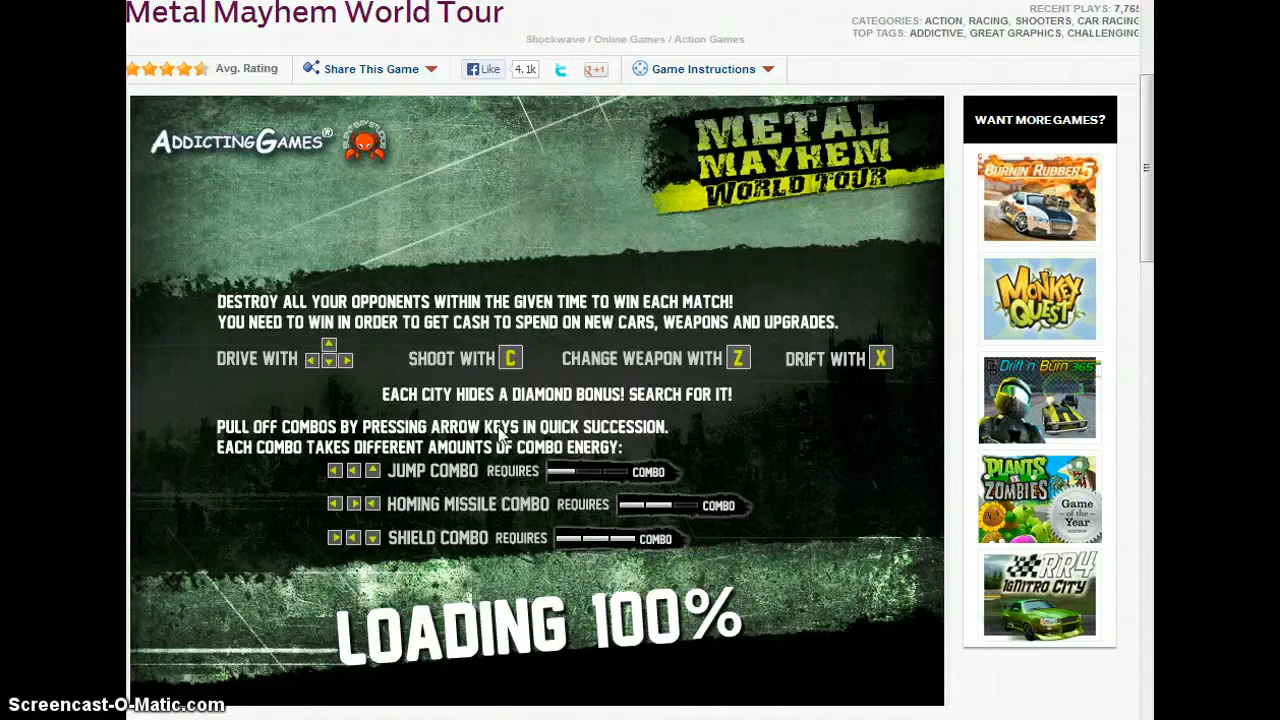 Metal Mayhem World Tour
RECENT PLAYS: 7,765
CATEGORIES: ACTION, RACING, SHOOTERS, CAR RACING
TOP TAGS: ADDICTIVE, GREAT GRAPHICS, CHALLENGING
Shockwave / Online Games / Action Games
Avg. Rating
Share This Game
Like
4.1k
+1
Game Instructions
ADDICTINGGAMES®
METAL
MAYHEM
WORLD TOUR
DESTROY ALL YOUR OPPONENTS WITHIN THE GIVEN TIME TO WIN EACH MATCH!
YOU NEED TO WIN IN ORDER TO GET CASH TO SPEND ON NEW CARS, WEAPONS AND UPGRADES.
DRIVE WITH SHOOT WITH C CHANGE WEAPON WITH Z DRIFT WITH X
EACH CITY HIDES A DIAMOND BONUS! SEARCH FOR IT!
PULL OFF COMBOS BY PRESSING ARROW KEYS IN QUICK SUCCESSION.
EACH COMBO TAKES DIFFERENT AMOUNTS OF COMBO ENERGY:
JUMP COMBO REQUIRES COMBO
HOMING MISSILE COMBO REQUIRES COMBO
SHIELD COMBO REQUIRES COMBO
LOADING 100%
WANT MORE GAMES?
BURNIN' RUBBER 5
MONKEY
QUEST
Drift n' Burn 365
PLANTS
VS
ZOMBIES
Game
of the
Year
RR4
IGNITRO CITY
Screencast-O-Matic.com